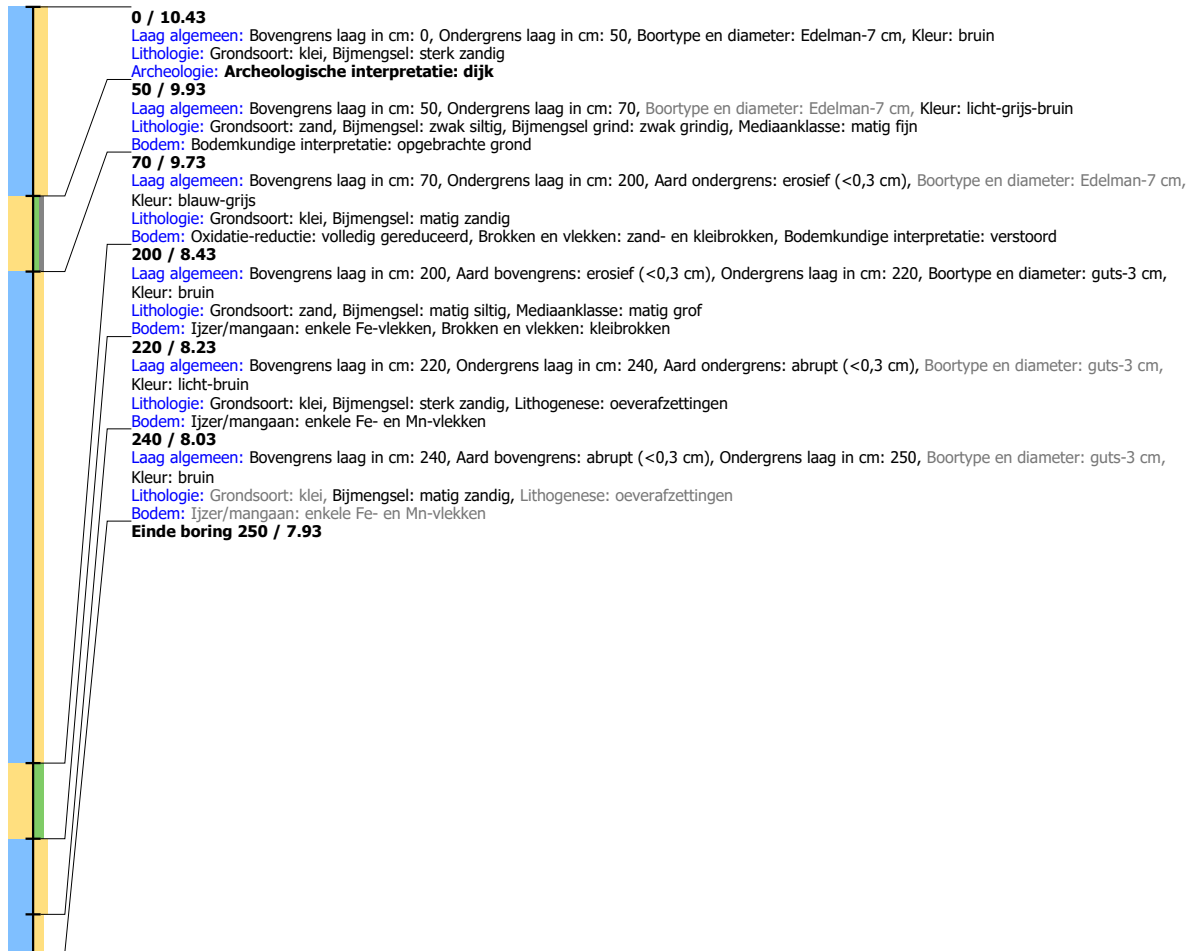 0 / 10.43
Laag algemeen: Bovengrens laag in cm: 0, Ondergrens laag in cm: 50, Boortype en diameter: Edelman-7 cm, Kleur: bruin
Lithologie: Grondsoort: klei, Bijmengsel: sterk zandig
Archeologie: Archeologische interpretatie: dijk
50 / 9.93
Laag algemeen: Bovengrens laag in cm: 50, Ondergrens laag in cm: 70, Boortype en diameter: Edelman-7 cm, Kleur: licht-grijs-bruin
Lithologie: Grondsoort: zand, Bijmengsel: zwak siltig, Bijmengsel grind: zwak grindig, Mediaanklasse: matig fijn
Bodem: Bodemkundige interpretatie: opgebrachte grond
70 / 9.73
Laag algemeen: Bovengrens laag in cm: 70, Ondergrens laag in cm: 200, Aard ondergrens: erosief (<0,3 cm), Boortype en diameter: Edelman-7 cm,
Kleur: blauw-grijs
Lithologie: Grondsoort: klei, Bijmengsel: matig zandig
Bodem: Oxidatie-reductie: volledig gereduceerd, Brokken en vlekken: zand- en kleibrokken, Bodemkundige interpretatie: verstoord
200 / 8.43
Laag algemeen: Bovengrens laag in cm: 200, Aard bovengrens: erosief (<0,3 cm), Ondergrens laag in cm: 220, Boortype en diameter: guts-3 cm,
Kleur: bruin
Lithologie: Grondsoort: zand, Bijmengsel: matig siltig, Mediaanklasse: matig grof
Bodem: Ijzer/mangaan: enkele Fe-vlekken, Brokken en vlekken: kleibrokken
220 / 8.23
Laag algemeen: Bovengrens laag in cm: 220, Ondergrens laag in cm: 240, Aard ondergrens: abrupt (<0,3 cm), Boortype en diameter: guts-3 cm,
Kleur: licht-bruin
Lithologie: Grondsoort: klei, Bijmengsel: sterk zandig, Lithogenese: oeverafzettingen
Bodem: Ijzer/mangaan: enkele Fe- en Mn-vlekken
240 / 8.03
Laag algemeen: Bovengrens laag in cm: 240, Aard bovengrens: abrupt (<0,3 cm), Ondergrens laag in cm: 250, Boortype en diameter: guts-3 cm,
Kleur: bruin
Lithologie: Grondsoort: klei, Bijmengsel: matig zandig, Lithogenese: oeverafzettingen
Bodem: Ijzer/mangaan: enkele Fe- en Mn-vlekken
Einde boring 250 / 7.93